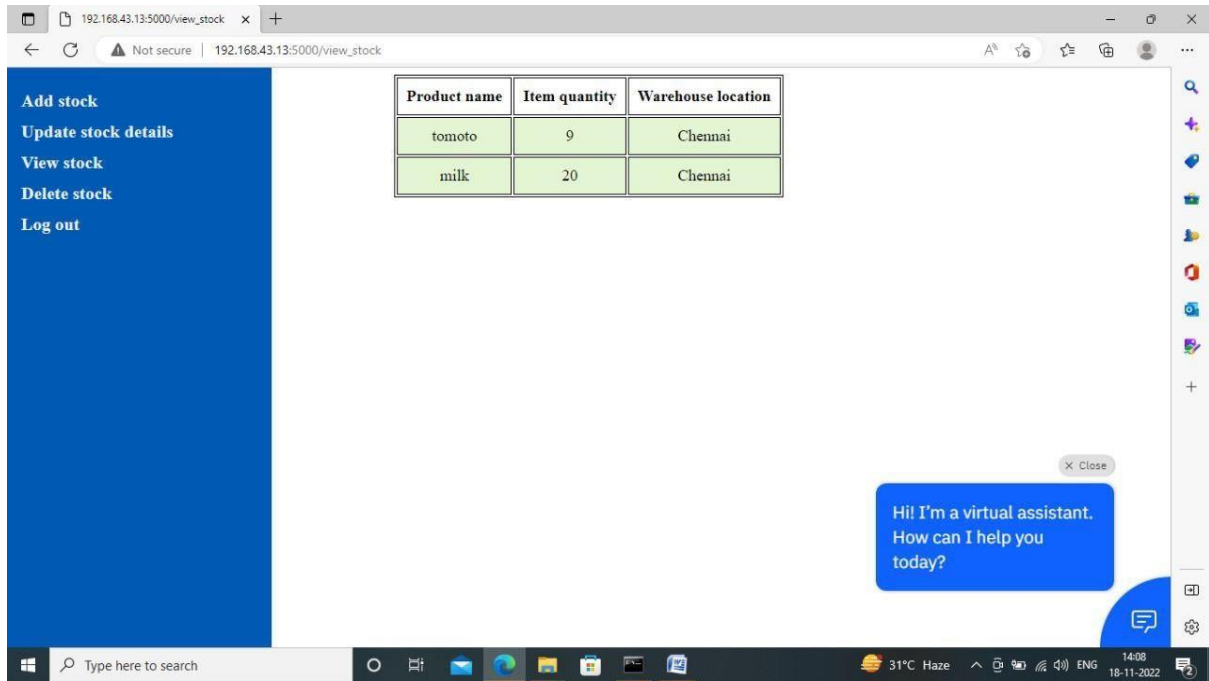 192.168.43.13:5000/view_stock
Not secure | 192.168.43.13:5000/view_stock
Add stock
Update stock details
View stock
Delete stock
Log out
Product name Item quantity Warehouse location
tomoto 9 Chennai
milk 20 Chennai
Close
Hi! I'm a virtual assistant.
How can I help you
today?
Type here to search
31°C Haze
ENG
14:08
18-11-2022
2